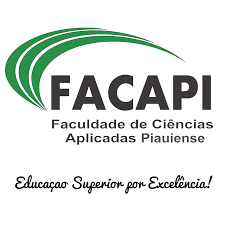 FACAPI
Faculdade de Ciências
Aplicadas Piauiense
Educaçao Superior por Excelência!